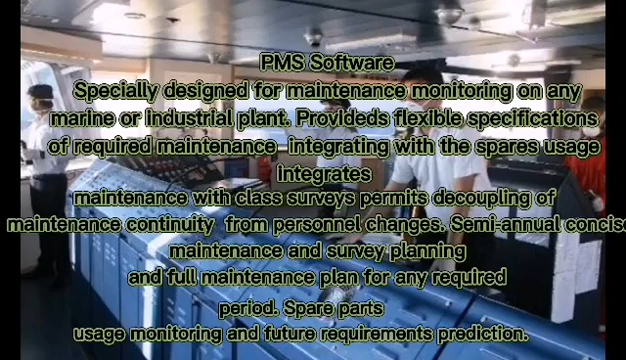 PMS Software
Specially designed for maintenance monitoring on any
marine or industrial plant. Provideds flexible specifications
of required maintenance integrating with the spares usage
Integrates
maintenance with class surveys permits decoupling of
maintenance continuity from personnel changes. Semi-annual concise
maintenance and survey planning
and full maintenance plan for any required
period. Spare parts
usage monitoring and future requirements prediction.